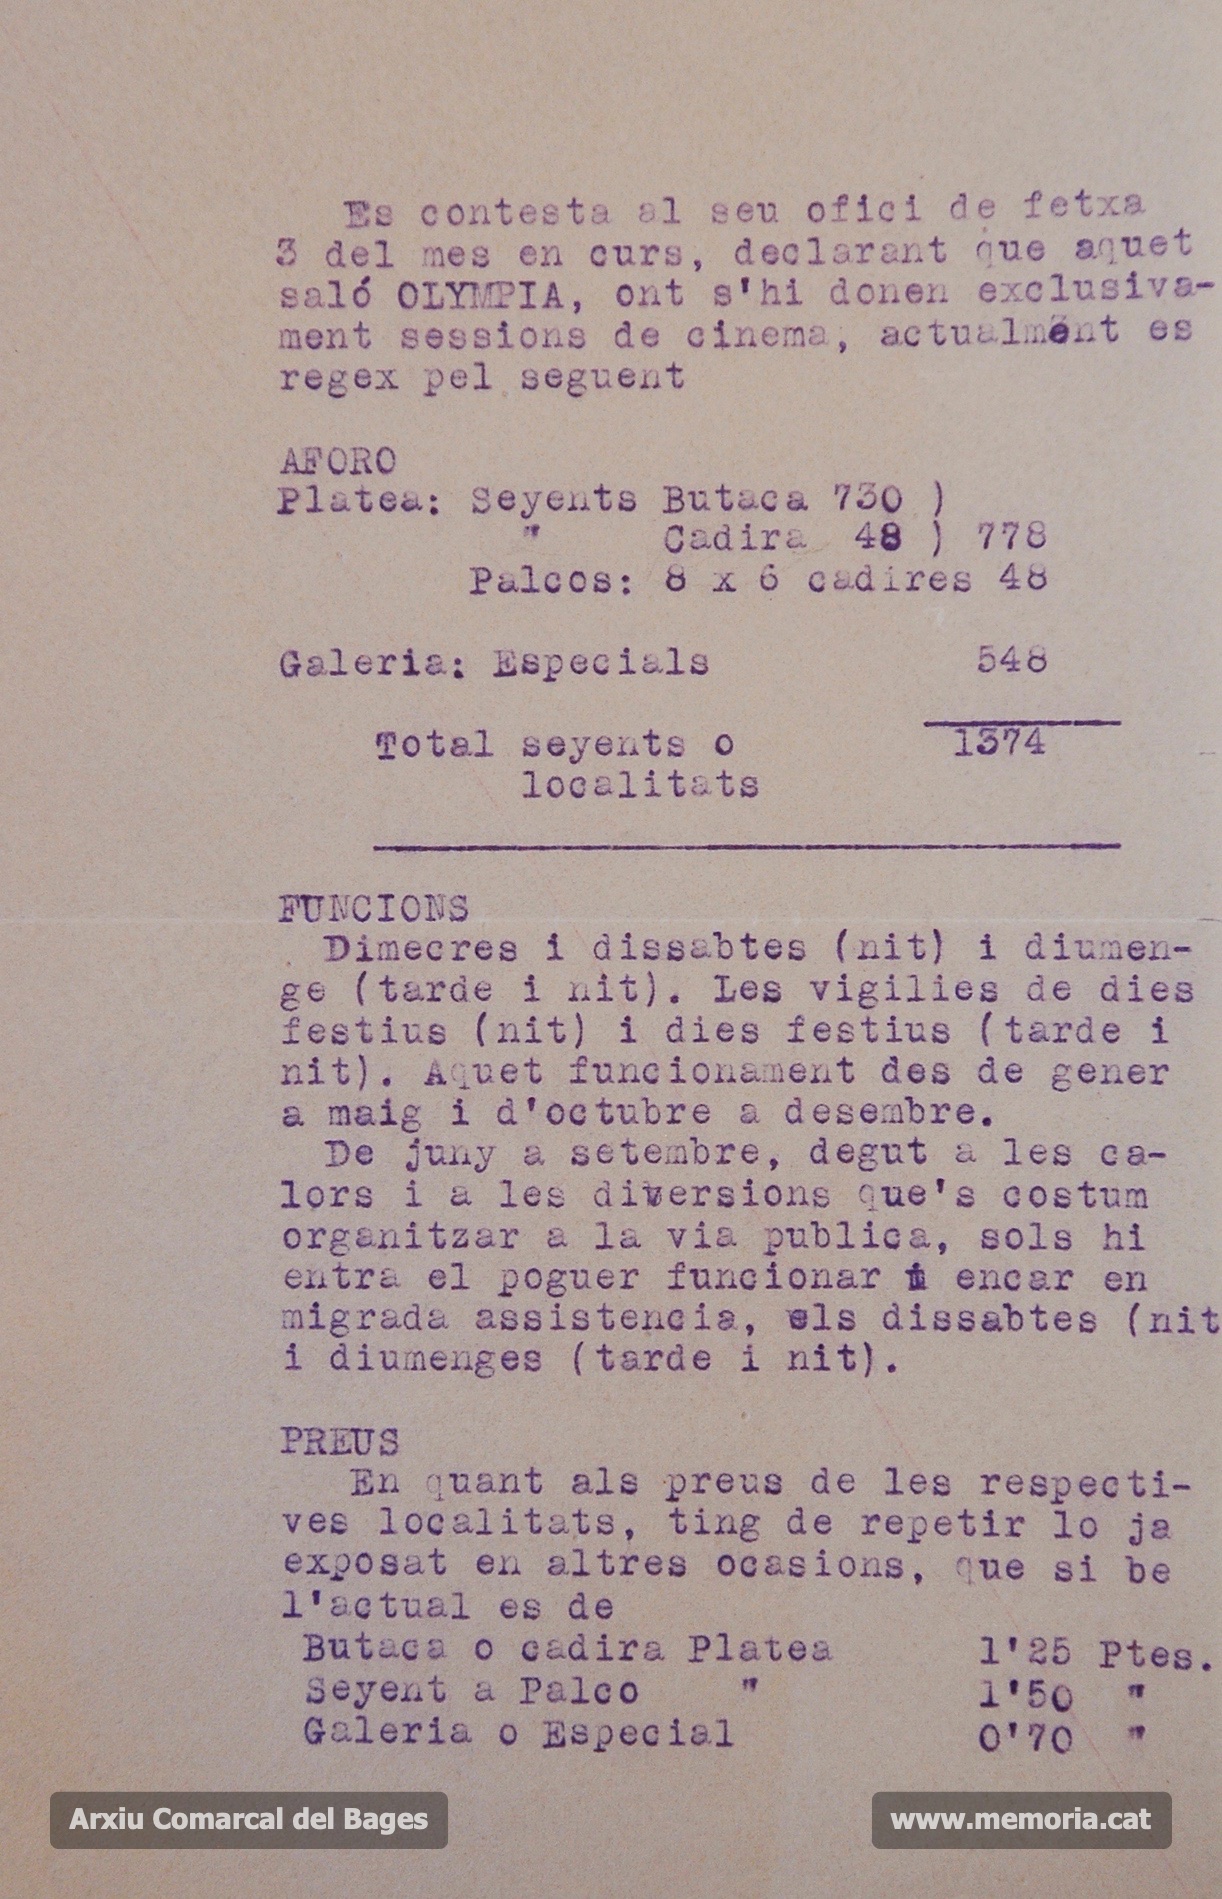 Es contesta al seu ofici de fetxa
3 del mes en curs, declarant que aquet
saló OLYMPIA, ont s'hi donen exclusiva-
ment sessions de cinema, actualment es
regex pel seguent
AFORO
Platea: Seyents Butaca 730 )
" Cadira 48 ) 778
Palcos: 8 x 6 cadires 48
Galeria: Especials 548
Total seyents o 1374
localitats
FUNCIONS
Dimecres i dissabtes (nit) i diumen-
ge (tarde i nit). Les vigilies de dies
festius (nit) i dies festius (tarde i
nit). Aquet funcionament des de gener
a maig i d'octubre a desembre.
De juny a setembre, degut a les ca-
lors i a les diversions que's costum
organitzar a la via publica, sols hi
entra el poguer funcionar i encar en
migrada assistencia, els dissabtes (nit
i diumenges (tarde i nit).
PREUS
En quant als preus de les respecti-
ves localitats, ting de repetir lo ja
exposat en altres ocasions, que si be
l'actual es de
Butaca o cadira Platea 1'25 Ptes.
Seyent a Palco " 1'50 "
Galeria o Especial 0'70 "
Arxiu Comarcal del Bages
www.memoria.cat